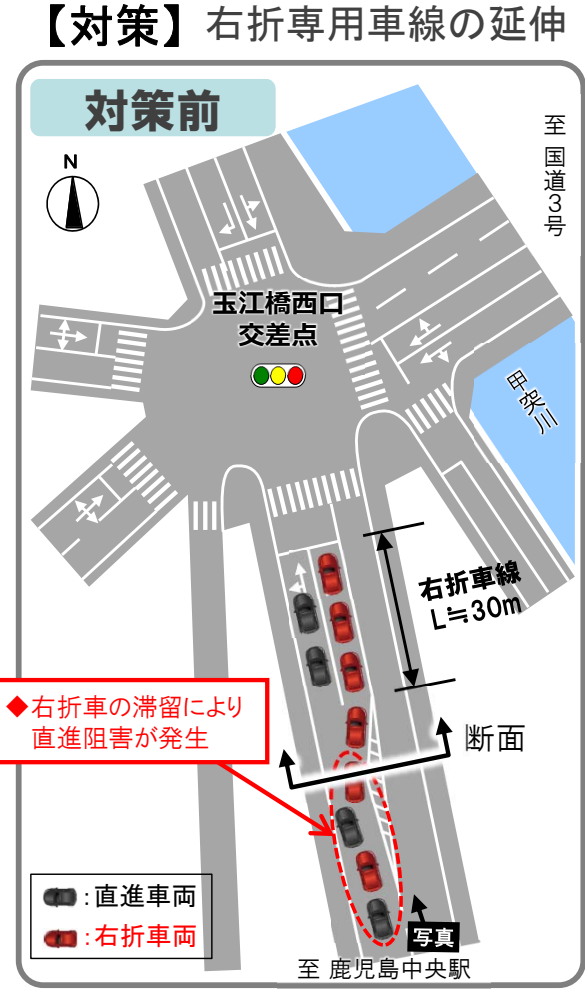 【対策】右折専用車線の延伸
対策前
N
至 国道3号
玉江橋西口
交差点
甲突川
右折車線
L≒30m
◆右折車の滞留により
直進阻害が発生
断面
:直進車両
:右折車両
写真
至 鹿児島中央駅